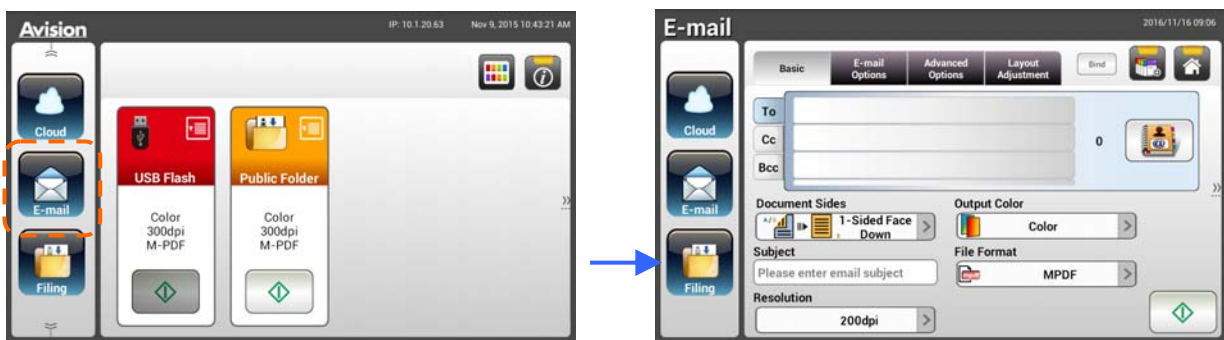 Avision
IP: 10.1.20.63
Nov 9, 2015 10:43:21 AM
Cloud
E-mail
Filing
USB Flash
Color
300dpi
M-PDF
Public Folder
Color
300dpi
M-PDF
E-mail
2016/11/16 09:06
Cloud
E-mail
Filing
Basic
E-mail
Options
Advanced
Options
Layout
Adjustment
Bind
To
Cc
Bcc
0
Document Sides
1-Sided Face
Down
Output Color
Color
Subject
Please enter email subject
File Format
MPDF
Resolution
200dpi